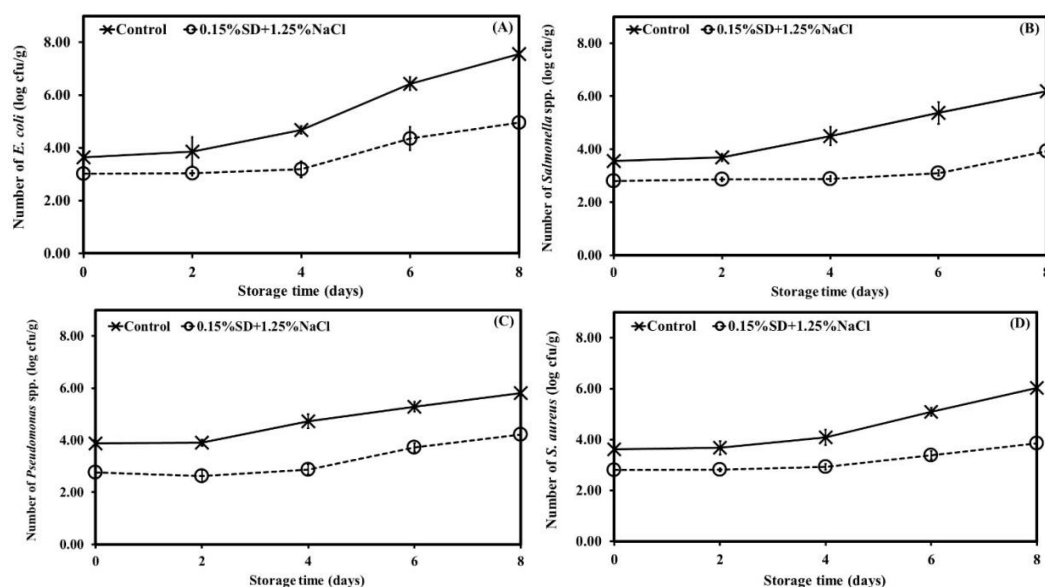 Control 0.15%SD+1.25%NaCl (A)
8.00
6.00
4.00
2.00
0.00
Number of E. coli (log cfu/g)
0 2 4 6 8
Storage time (days)
Control 0.15%SD+1.25%NaCl (B)
8.00
6.00
4.00
2.00
0.00
Number of Salmonella spp. (log cfu/g)
0 2 4 6 8
Storage time (days)
Control 0.15%SD+1.25%NaCl (C)
8.00
6.00
4.00
2.00
0.00
Number of Pseudomonas spp. (log cfu/g)
0 2 4 6 8
Storage time (days)
Control 0.15%SD+1.25%NaCl (D)
8.00
6.00
4.00
2.00
0.00
Number of S. aureus (log cfu/g)
0 2 4 6 8
Storage time (days)